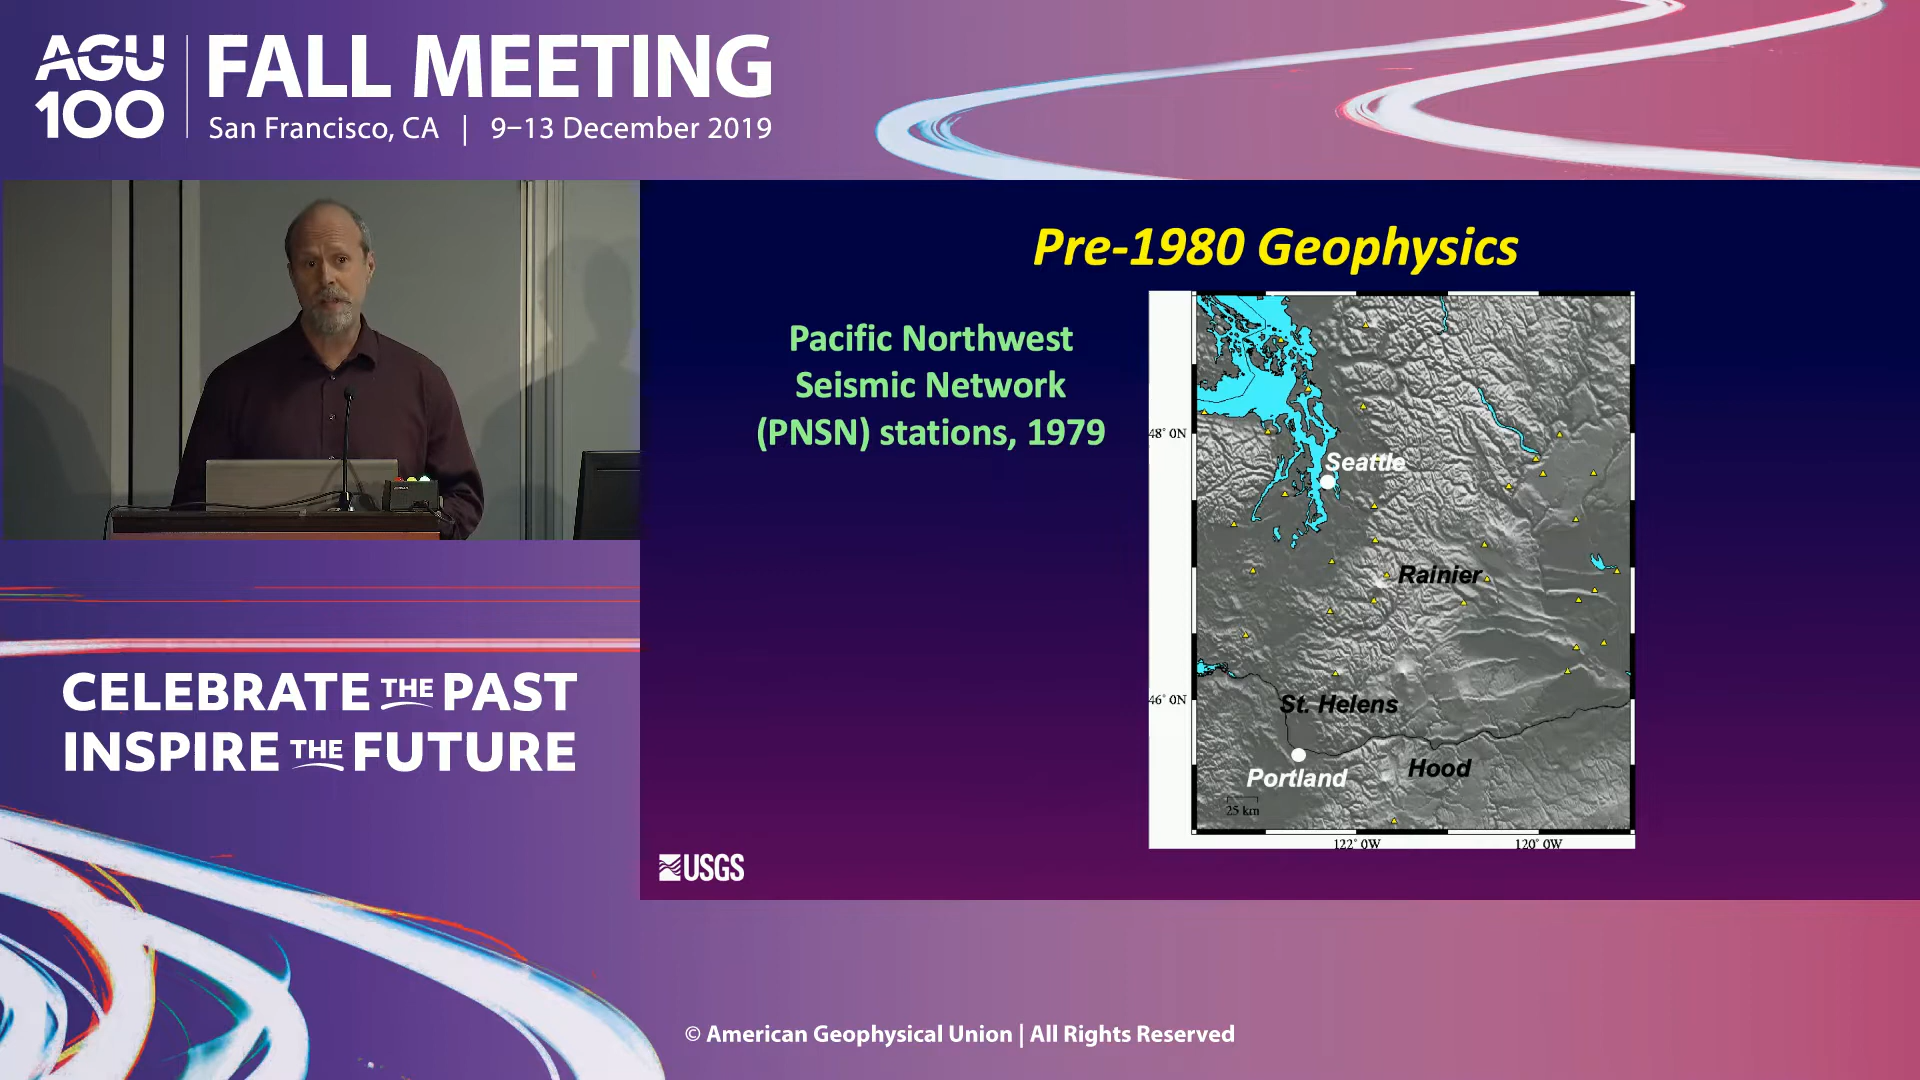 AGU
100
FALL MEETING
San Francisco, CA | 9–13 December 2019
Pre-1980 Geophysics
Pacific Northwest
Seismic Network
(PNSN) stations, 1979
48° 0N
Seattle
Rainier
46° 0N
St. Helens
Portland
Hood
25 km
122° 0W
120° 0W
USGS
CELEBRATE THE PAST
INSPIRE THE FUTURE
© American Geophysical Union | All Rights Reserved